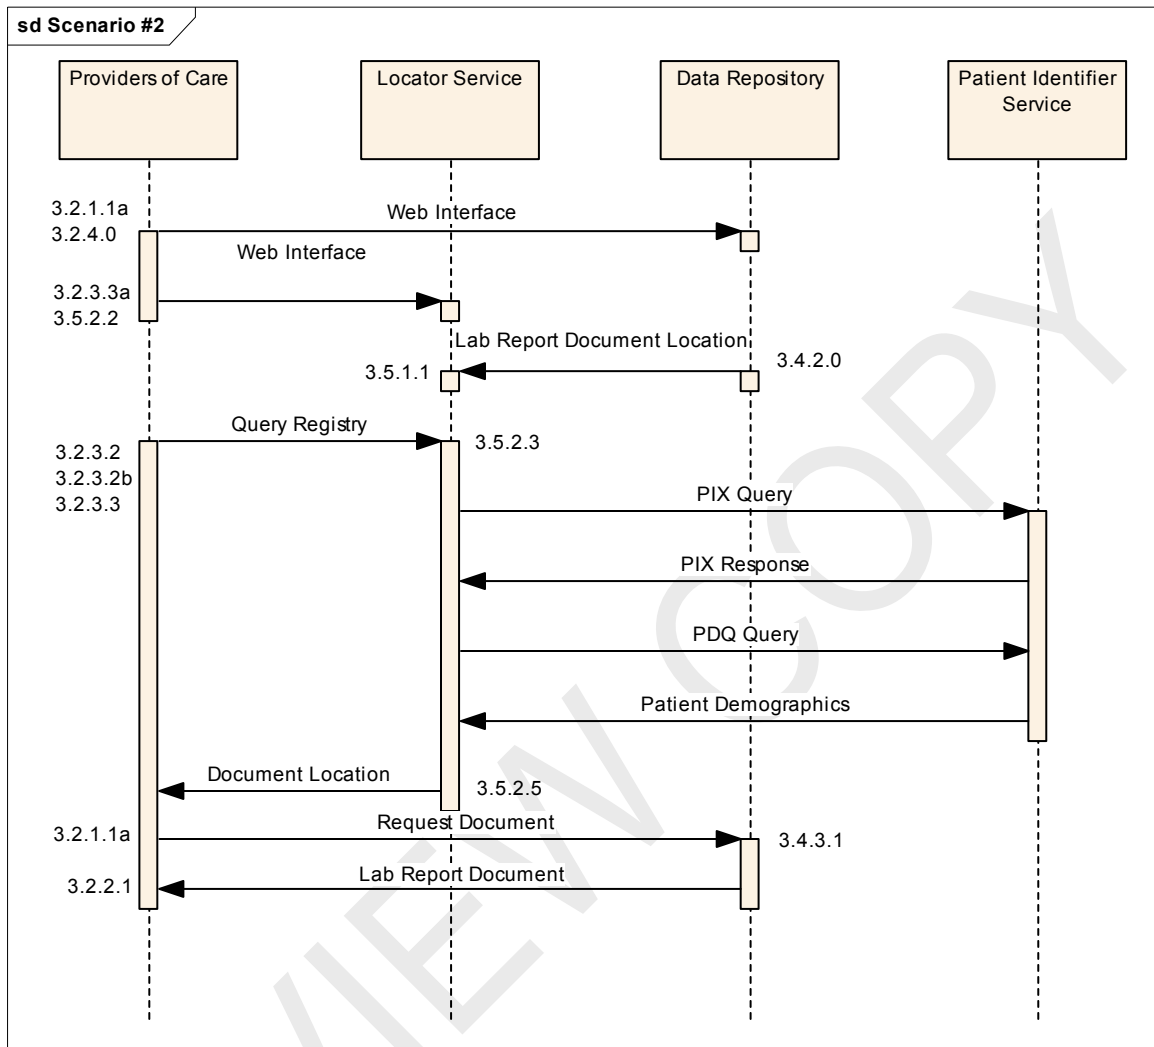 sd Scenario #2
Providers of Care
Locator Service
Data Repository
Patient Identifier
Service
3.2.1.1a
Web Interface
3.2.4.0
Web Interface
3.2.3.3a
3.5.2.2
Lab Report Document Location
3.5.1.1
3.4.2.0
Query Registry
3.5.2.3
3.2.3.2
3.2.3.2b
3.2.3.3
PIX Query
PIX Response
PDQ Query
Patient Demographics
Document Location
3.5.2.5
Request Document
3.2.1.1a
3.4.3.1
Lab Report Document
3.2.2.1
VIEW COPY